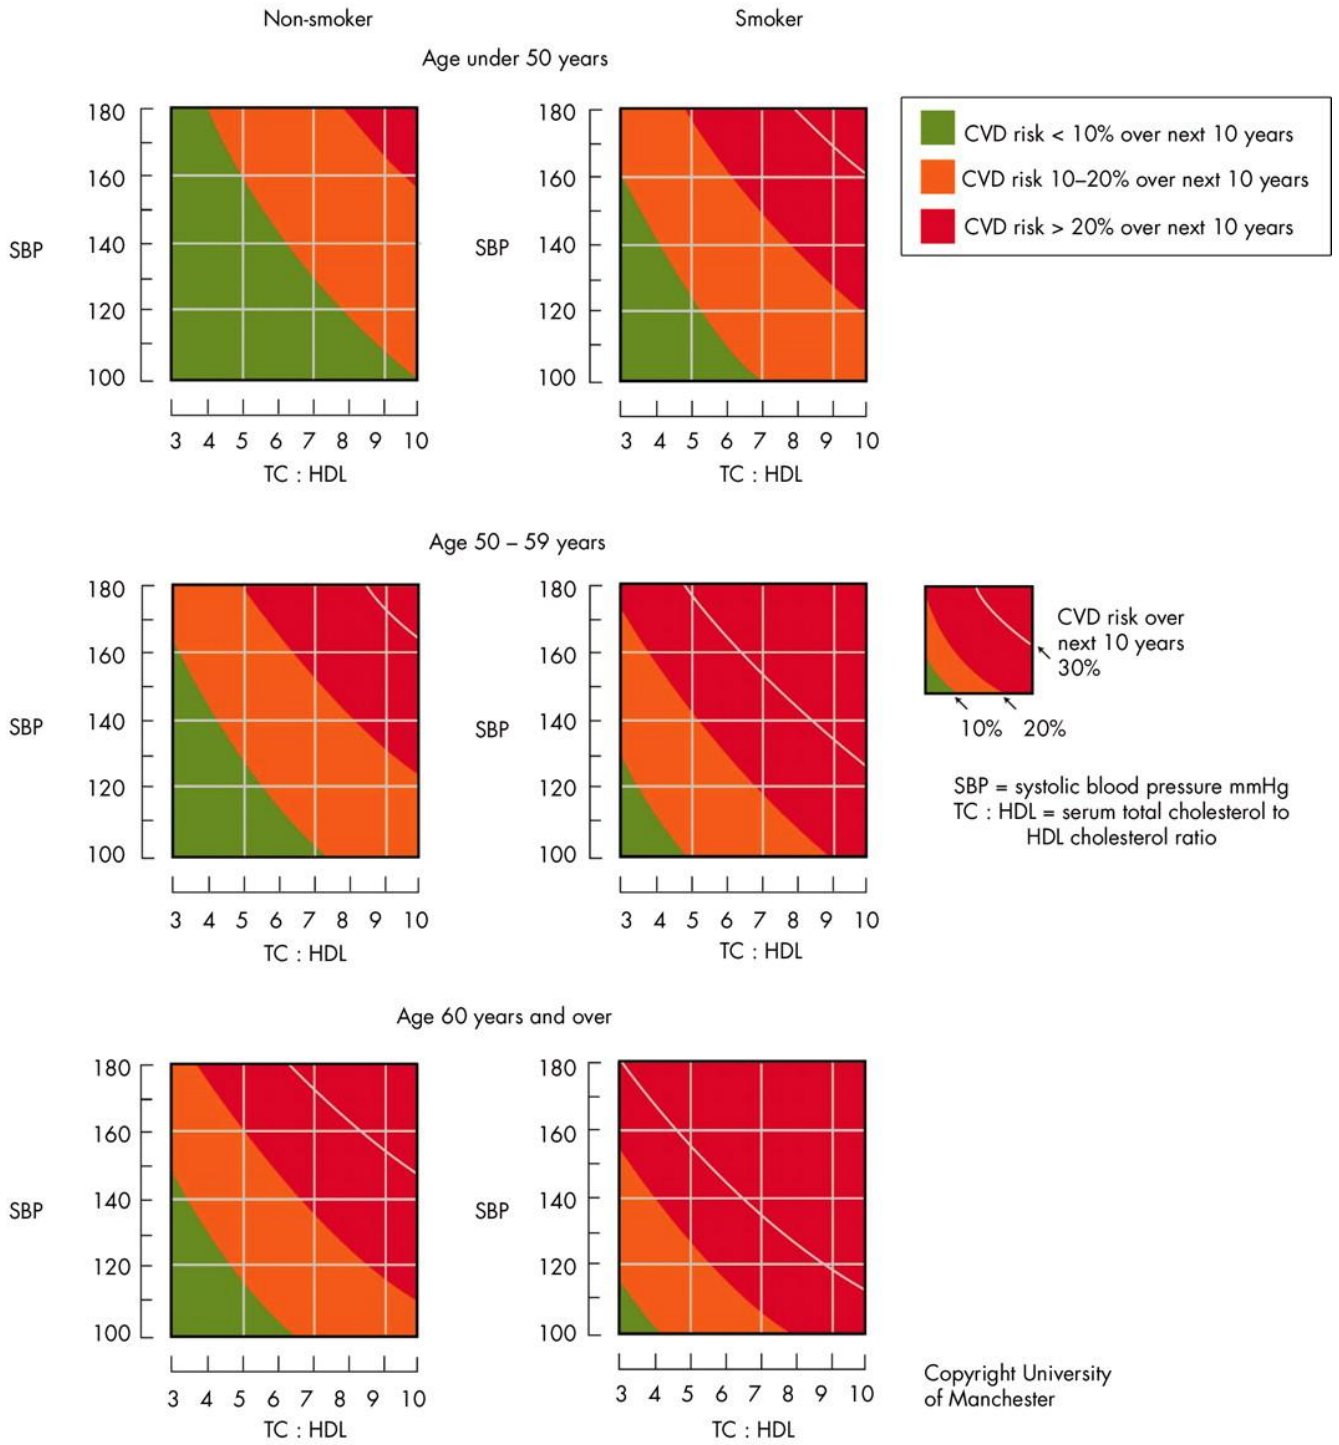 Non-smoker
Smoker
Age under 50 years
180
160
140
120
100
SBP
3 4 5 6 7 8 9 10
TC : HDL
180
160
140
120
100
SBP
3 4 5 6 7 8 9 10
TC : HDL
CVD risk < 10% over next 10 years
CVD risk 10–20% over next 10 years
CVD risk > 20% over next 10 years
Age 50 – 59 years
180
160
140
120
100
SBP
3 4 5 6 7 8 9 10
TC : HDL
180
160
140
120
100
SBP
3 4 5 6 7 8 9 10
TC : HDL
CVD risk over
next 10 years
30%
10% 20%
SBP = systolic blood pressure mmHg
TC : HDL = serum total cholesterol to
HDL cholesterol ratio
Age 60 years and over
180
160
140
120
100
SBP
3 4 5 6 7 8 9 10
TC : HDL
180
160
140
120
100
SBP
3 4 5 6 7 8 9 10
TC : HDL
Copyright University
of Manchester